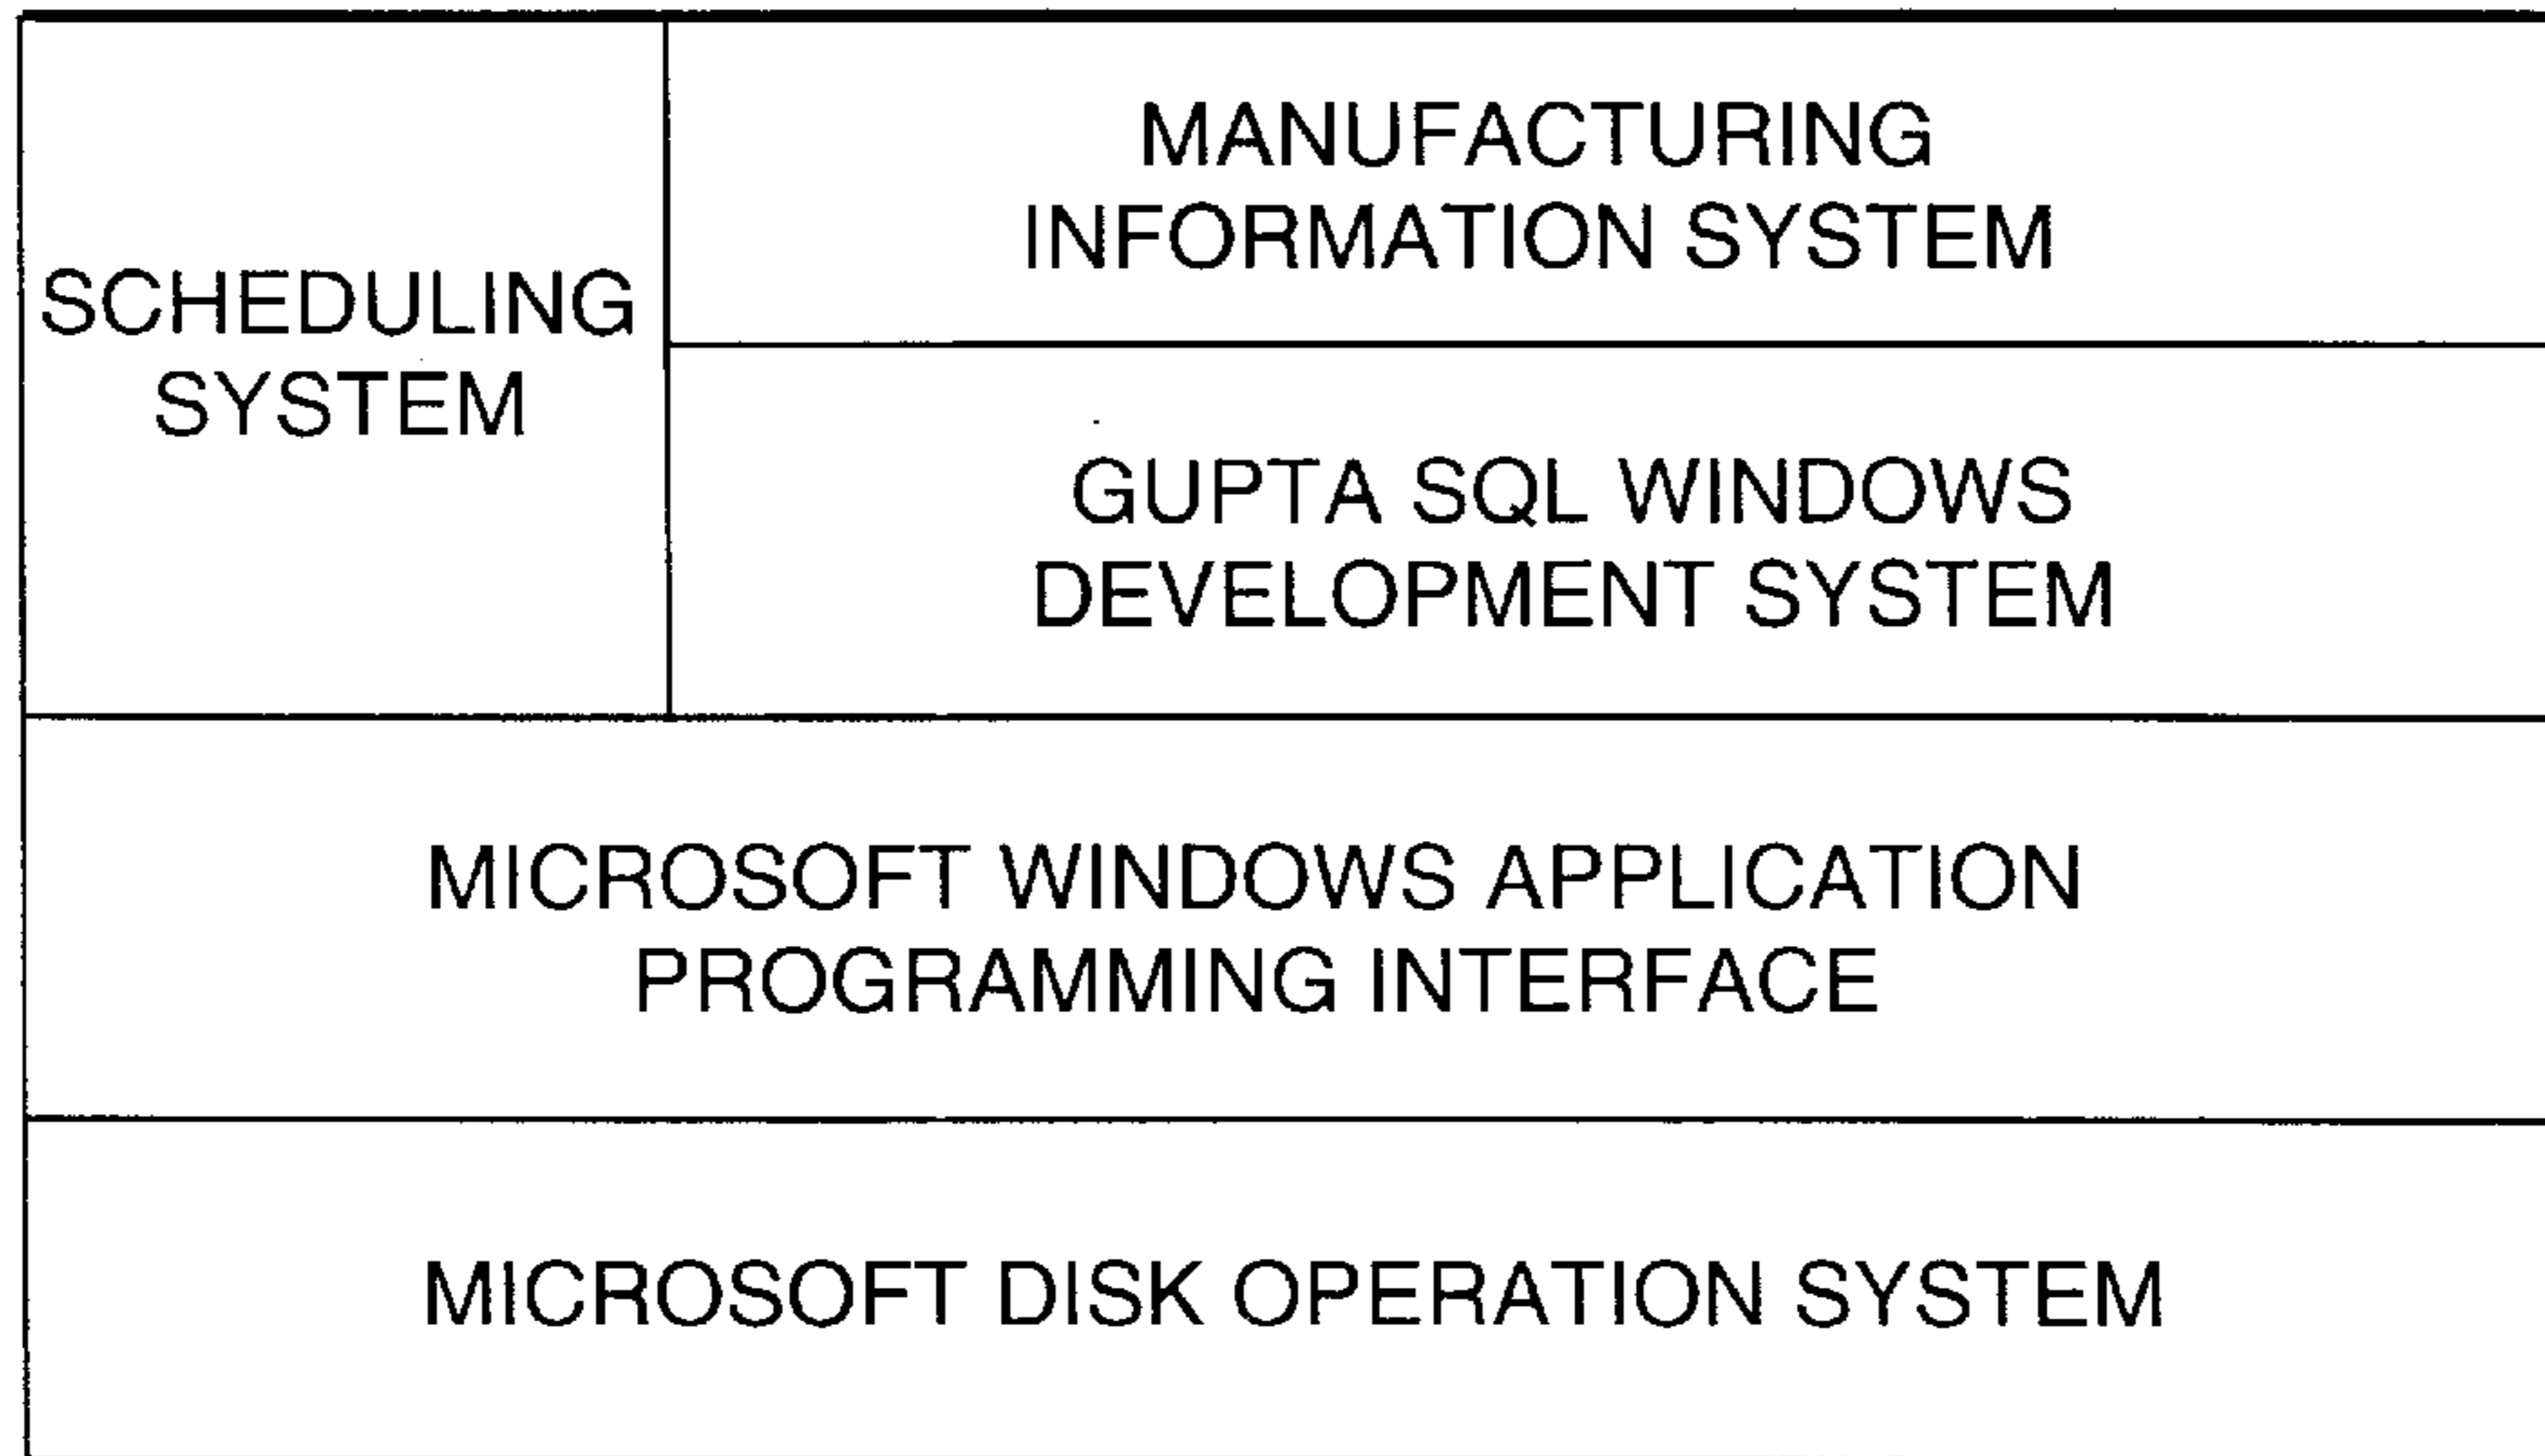 SCHEDULING
SYSTEM
MANUFACTURING
INFORMATION SYSTEM
GUPTA SQL WINDOWS
DEVELOPMENT SYSTEM
MICROSOFT WINDOWS APPLICATION
PROGRAMMING INTERFACE
MICROSOFT DISK OPERATION SYSTEM